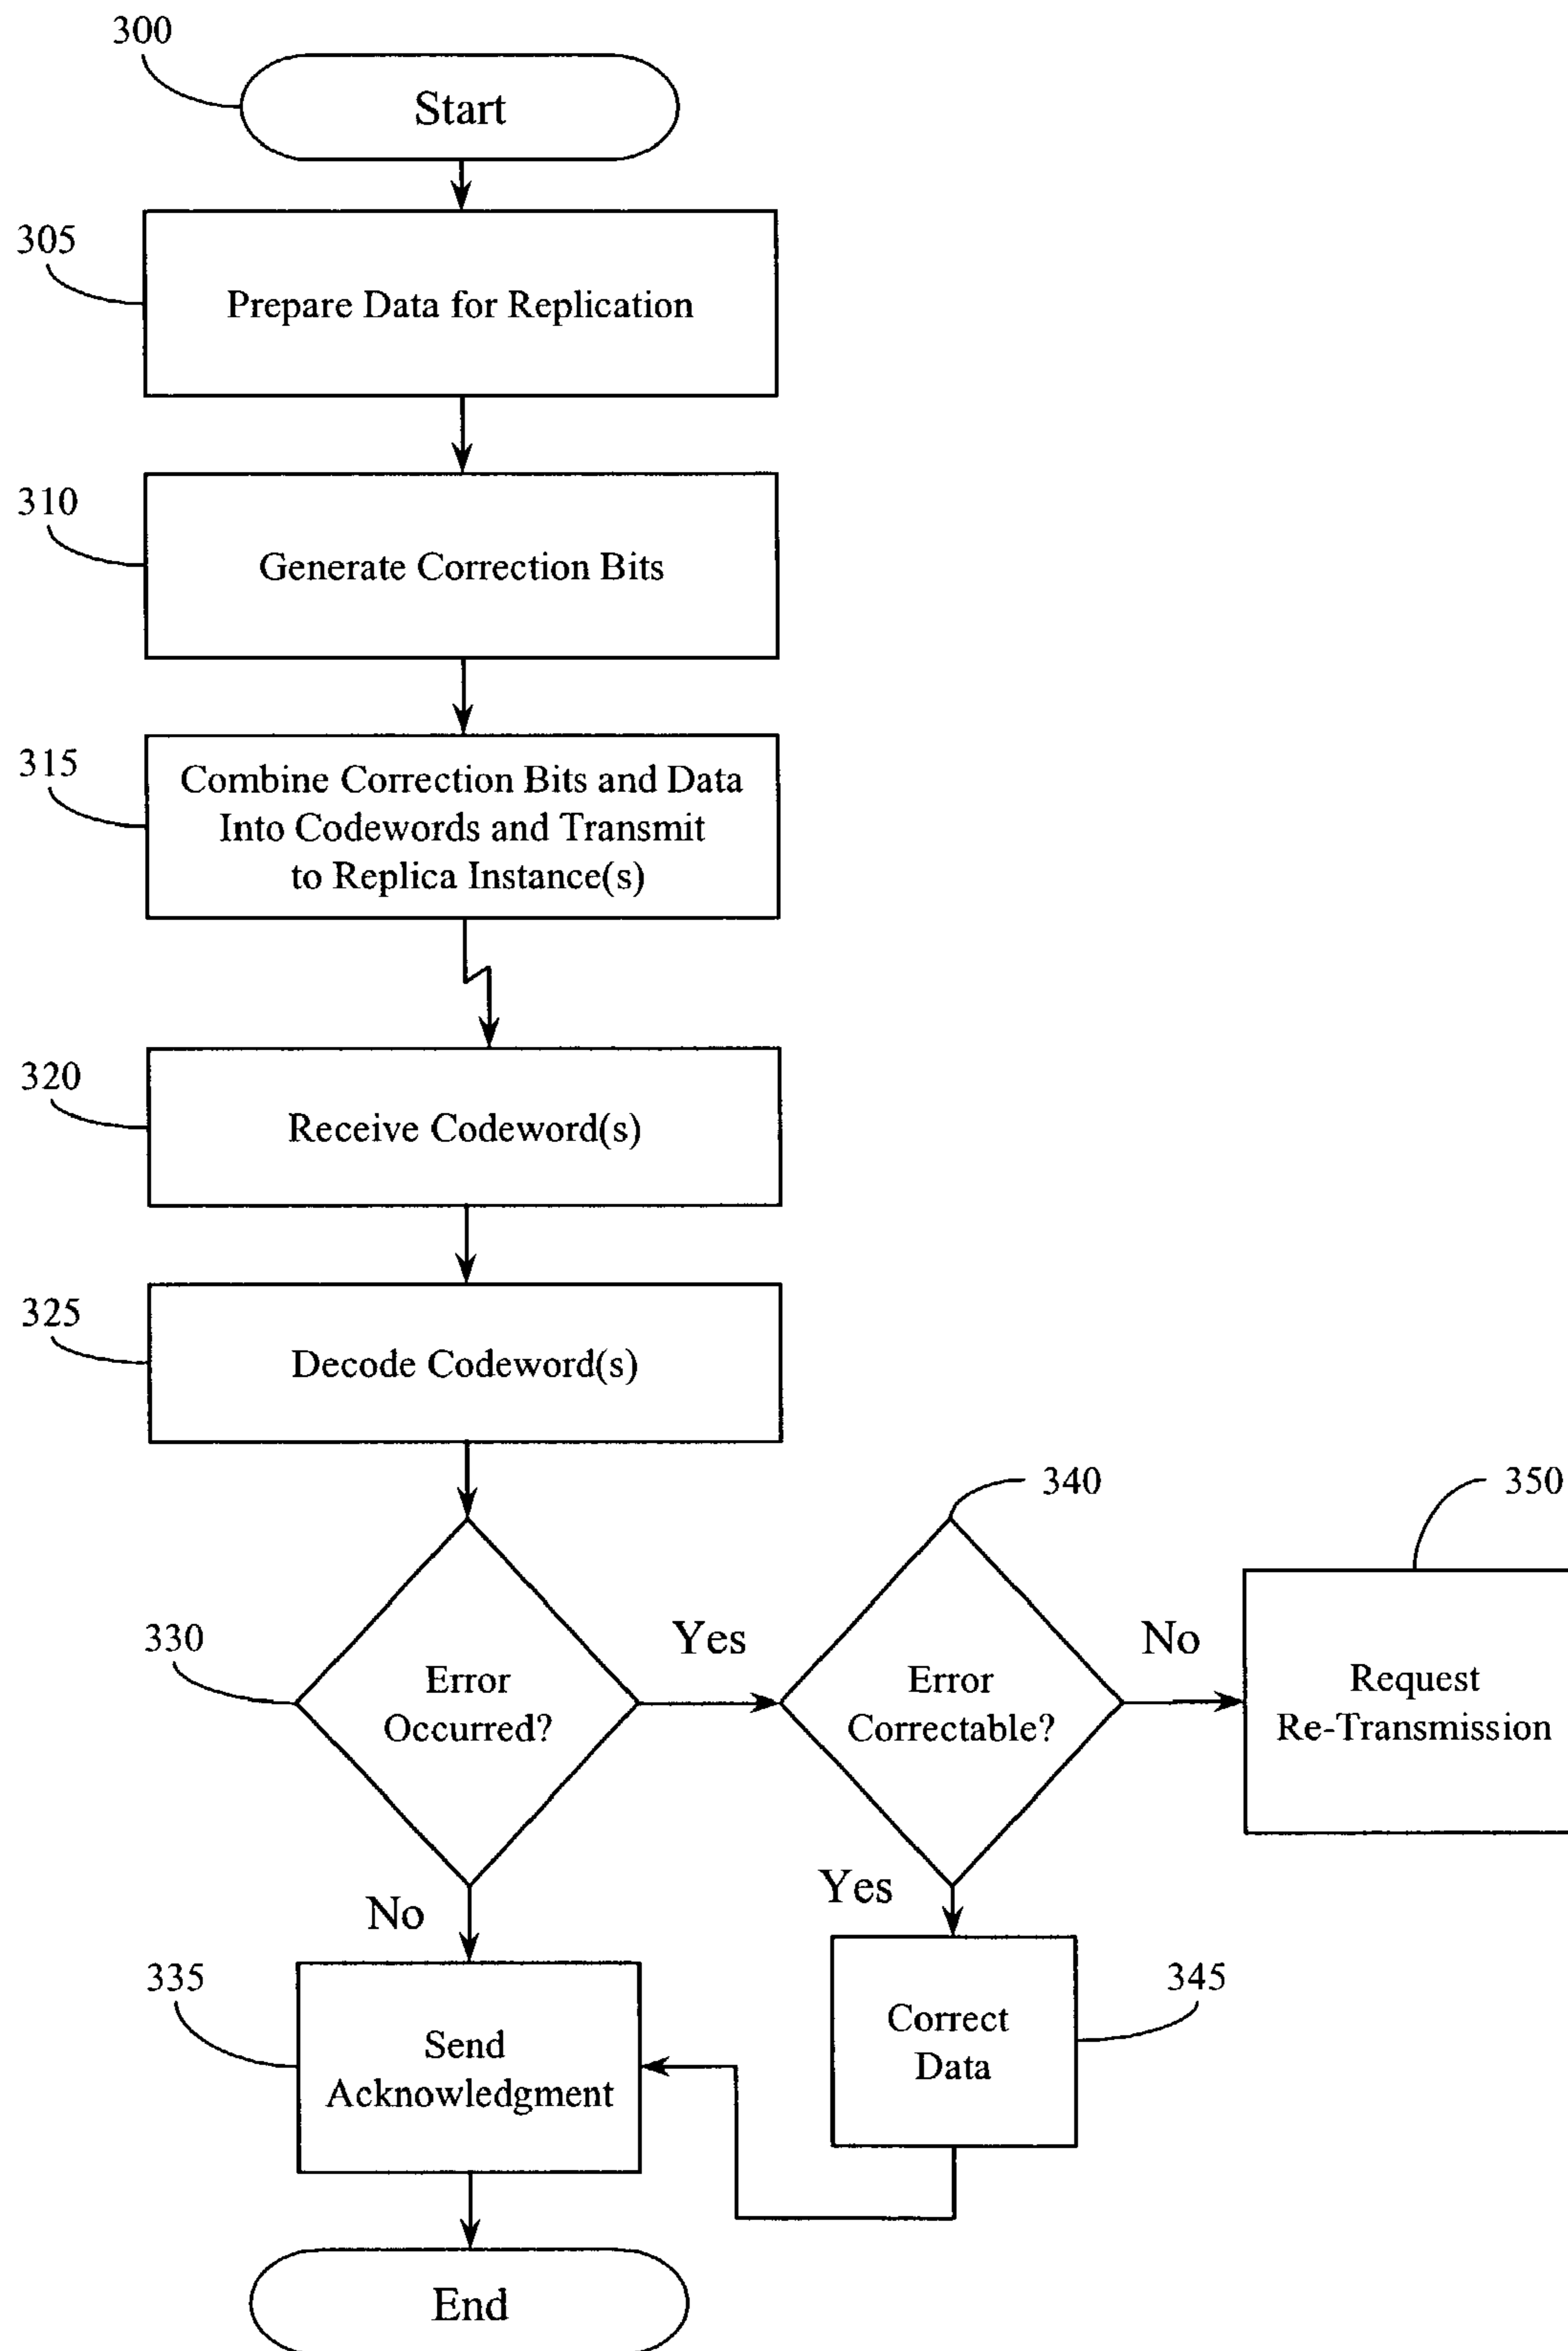 300
Start
305
Prepare Data for Replication
310
Generate Correction Bits
315
Combine Correction Bits and Data
Into Codewords and Transmit
to Replica Instance(s)
320
Receive Codeword(s)
325
Decode Codeword(s)
330
Error
Occurred?
Yes
340
Error
Correctable?
No
350
Request
Re-Transmission
No
Yes
335
Send
Acknowledgment
345
Correct
Data
End